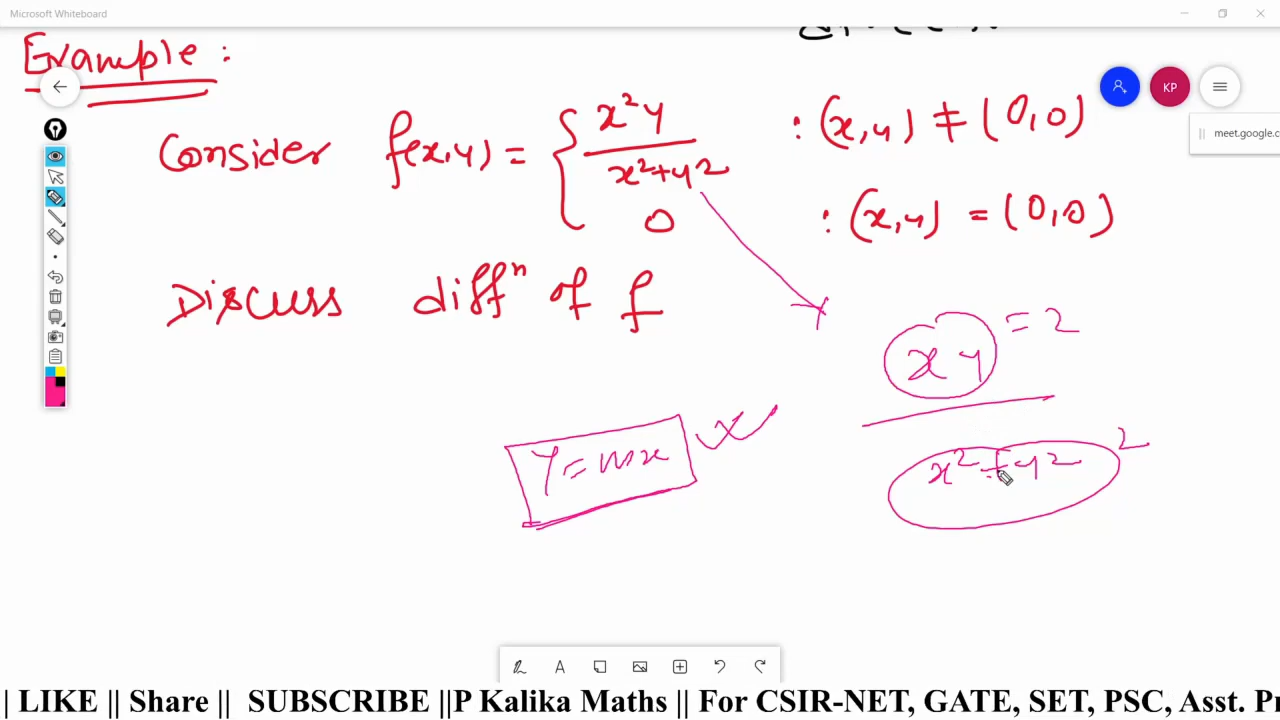 Microsoft Whiteboard
Example :
KP
meet.google.c
Consider f(x,y) = { x²y / x²+y² : (x,y) ≠ (0,0)
0 : (x,y) = (0,0)
Discuss diffⁿ of f
xy = 2
y = mx
x² + y² 2
|| LIKE || Share || SUBSCRIBE ||P Kalika Maths || For CSIR-NET, GATE, SET, PSC, Asst. Pr